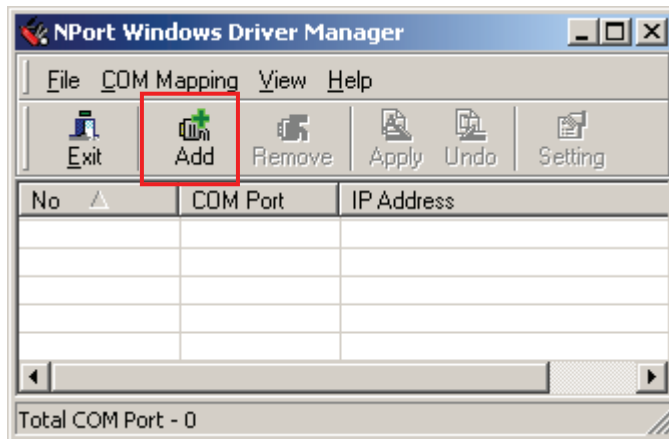 NPort Windows Driver Manager
File COM Mapping View Help
Exit Add Remove Apply Undo Setting
No COM Port IP Address
Total COM Port - 0